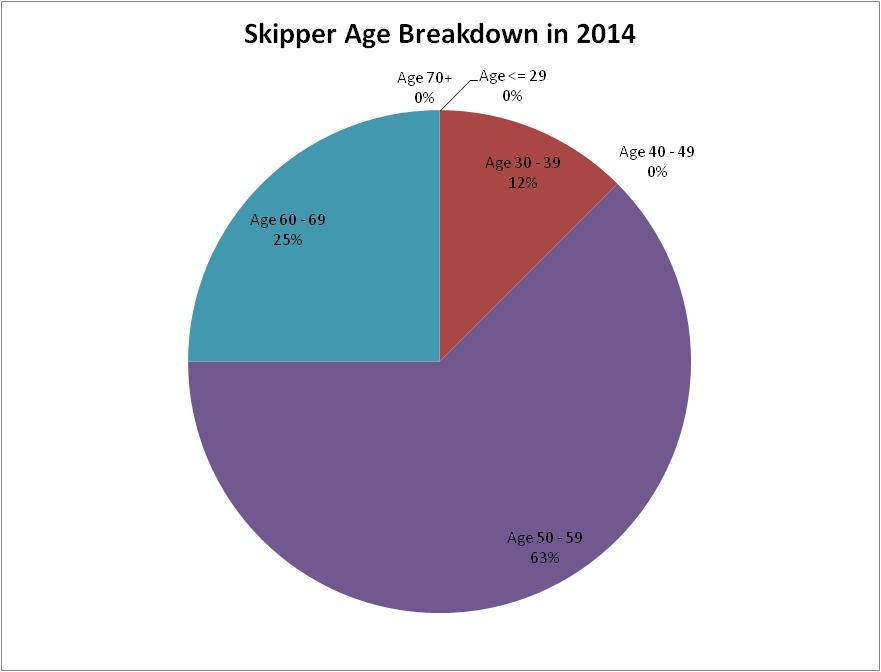 Skipper Age Breakdown in 2014
Age 70+
0%
Age <= 29
0%
Age 40 - 49
0%
Age 30 - 39
12%
Age 60 - 69
25%
Age 50 - 59
63%